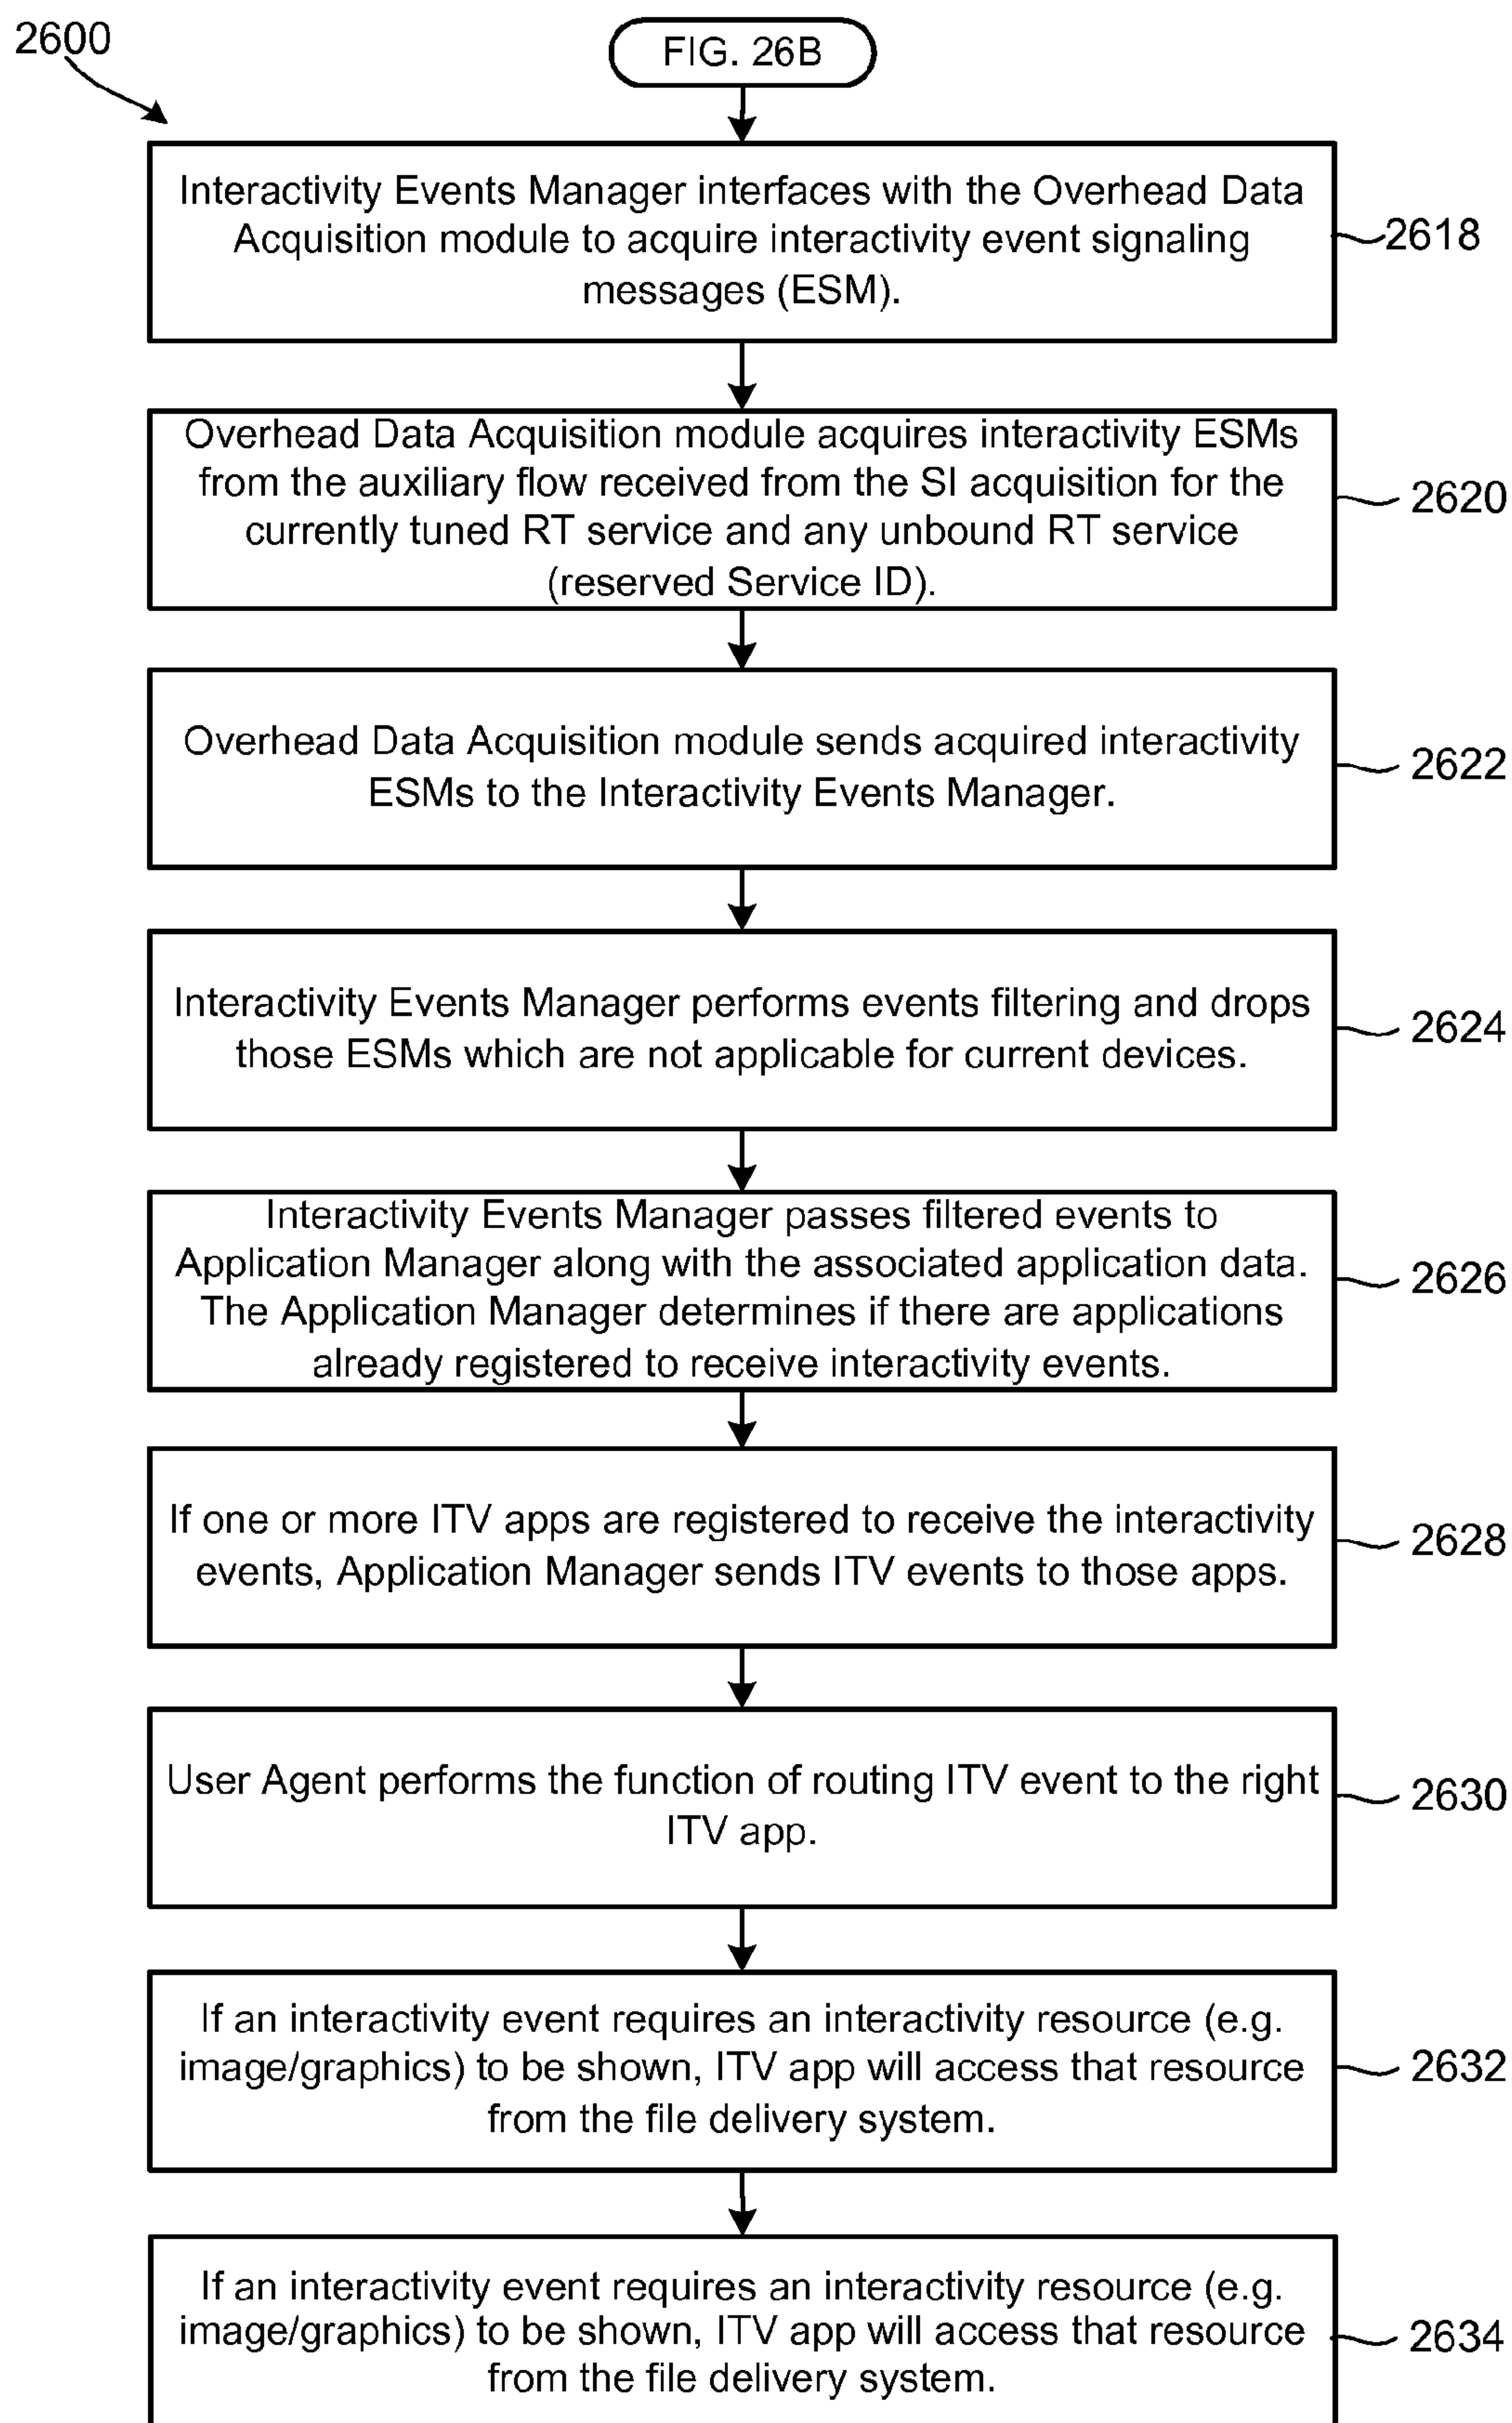 2600
FIG. 26B
Interactivity Events Manager interfaces with the Overhead Data
Acquisition module to acquire interactivity event signaling
messages (ESM).
2618
Overhead Data Acquisition module acquires interactivity ESMs
from the auxiliary flow received from the SI acquisition for the
currently tuned RT service and any unbound RT service
(reserved Service ID).
2620
Overhead Data Acquisition module sends acquired interactivity
ESMs to the Interactivity Events Manager.
2622
Interactivity Events Manager performs events filtering and drops
those ESMs which are not applicable for current devices.
2624
Interactivity Events Manager passes filtered events to
Application Manager along with the associated application data.
The Application Manager determines if there are applications
already registered to receive interactivity events.
2626
If one or more ITV apps are registered to receive the interactivity
events, Application Manager sends ITV events to those apps.
2628
User Agent performs the function of routing ITV event to the right
ITV app.
2630
If an interactivity event requires an interactivity resource (e.g.
image/graphics) to be shown, ITV app will access that resource
from the file delivery system.
2632
If an interactivity event requires an interactivity resource (e.g.
image/graphics) to be shown, ITV app will access that resource
from the file delivery system.
2634